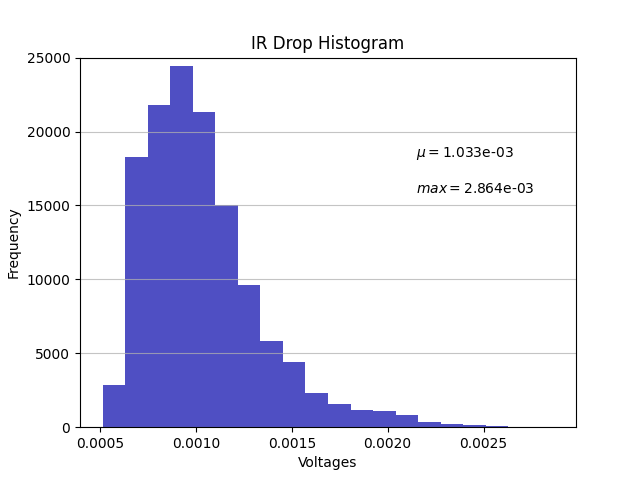 IR Drop Histogram
25000
20000
15000
10000
5000
0
Frequency
μ = 1.033e-03
max = 2.864e-03
0.0005 0.0010 0.0015 0.0020 0.0025
Voltages